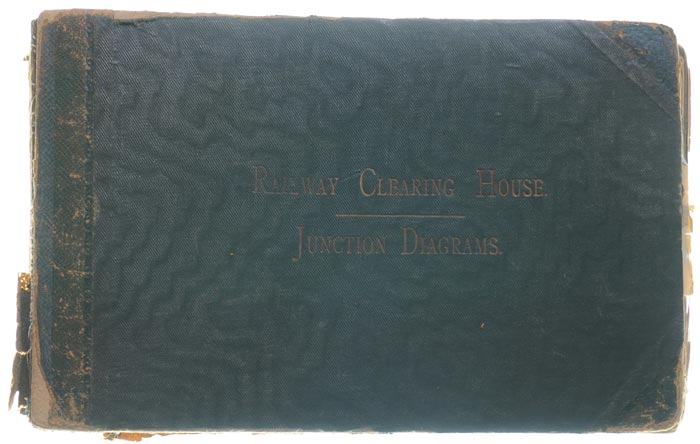 RAILWAY CLEARING HOUSE.
JUNCTION DIAGRAMS.